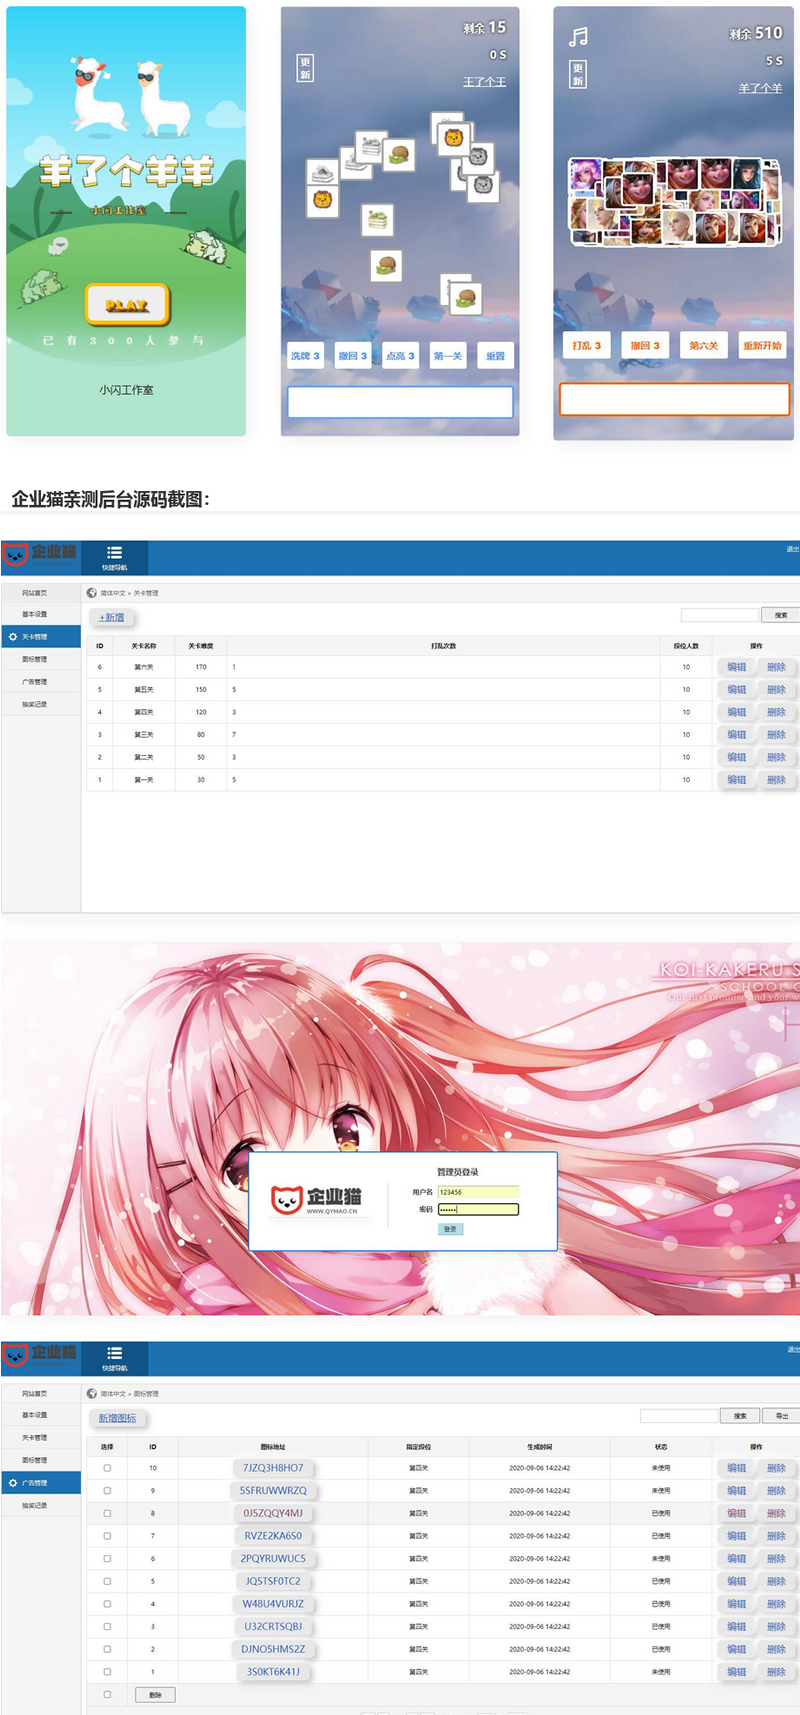 羊了个羊羊
小闪工作室
PLAY
已有300人参与
小闪工作室
剩余 15
0 S
更新
王了个王
洗牌 3 撤回 3 点亮 3 第一关 重置
剩余 510
5 S
更新
羊了个羊
打乱 3 撤回 3 第六关 重新开始
企业猫亲测后台源码截图：
企业猫 快捷导航 退出
网站首页
基本设置
关卡管理
图标管理
广告管理
抽奖记录
简体中文 > 关卡管理
+新增 搜索
ID 关卡名称 关卡难度 打乱次数 段位人数 操作
6 第六关 170 1 10 编辑 删除
5 第五关 150 5 10 编辑 删除
4 第四关 120 3 10 编辑 删除
3 第三关 80 7 10 编辑 删除
2 第二关 50 3 10 编辑 删除
1 第一关 30 5 10 编辑 删除
KOI-KAKERU S
SCHOOL
Our first promise and your w
管理员登录
企业猫
WWW.QYMAO.CN
用户名 123456
密码 ••••••
登录
企业猫 快捷导航 退出
网站首页
基本设置
关卡管理
图标管理
广告管理
抽奖记录
简体中文 > 图标管理
新增图标 搜索 导出
选择 ID 图标地址 指定段位 生成时间 状态 操作
10 7JZQ3H8HO7 第四关 2020-09-06 14:22:42 未使用 编辑 删除
9 5SFRUWWRZQ 第四关 2020-09-06 14:22:42 未使用 编辑 删除
8 0J5ZQQY4MJ 第四关 2020-09-06 14:22:42 已使用 编辑 删除
7 RVZE2KA6S0 第四关 2020-09-06 14:22:42 已使用 编辑 删除
6 2PQYRUWUC5 第四关 2020-09-06 14:22:42 未使用 编辑 删除
5 JQ5TSF0TC2 第四关 2020-09-06 14:22:42 已使用 编辑 删除
4 W48U4VURJZ 第四关 2020-09-06 14:22:42 已使用 编辑 删除
3 U32CRTSQBJ 第四关 2020-09-06 14:22:42 已使用 编辑 删除
2 DJNO5HMS2Z 第四关 2020-09-06 14:22:42 已使用 编辑 删除
1 3S0KT6K41J 第四关 2020-09-06 14:22:42 未使用 编辑 删除
删除